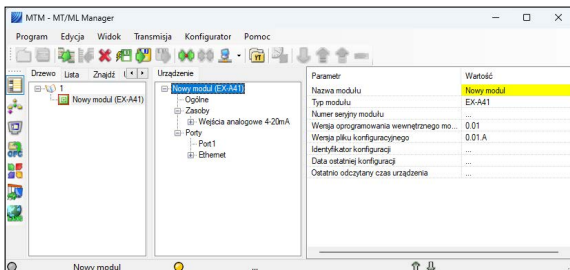 MTM - MT/ML Manager
Program Edycja Widok Transmisja Konfigurator Pomoc
Drzewo Lista Znajdź
1
Nowy moduł (EX-A41)
Urządzenie
Nowy moduł (EX-A41)
Ogólne
Zasoby
Wejścia analogowe 4-20mA
Porty
Port1
Ethernet
Parametr Wartość
Nazwa modułu Nowy moduł
Typ modułu EX-A41
Numer seryjny modułu ...
Wersja oprogramowania wewnętrznego mo... 0.01
Wersja pliku konfiguracyjnego 0.01.A
Identyfikator konfiguracji ...
Data ostatniej konfiguracji ...
Ostatnio odczytany czas urządzenia ...
Nowy moduł ...